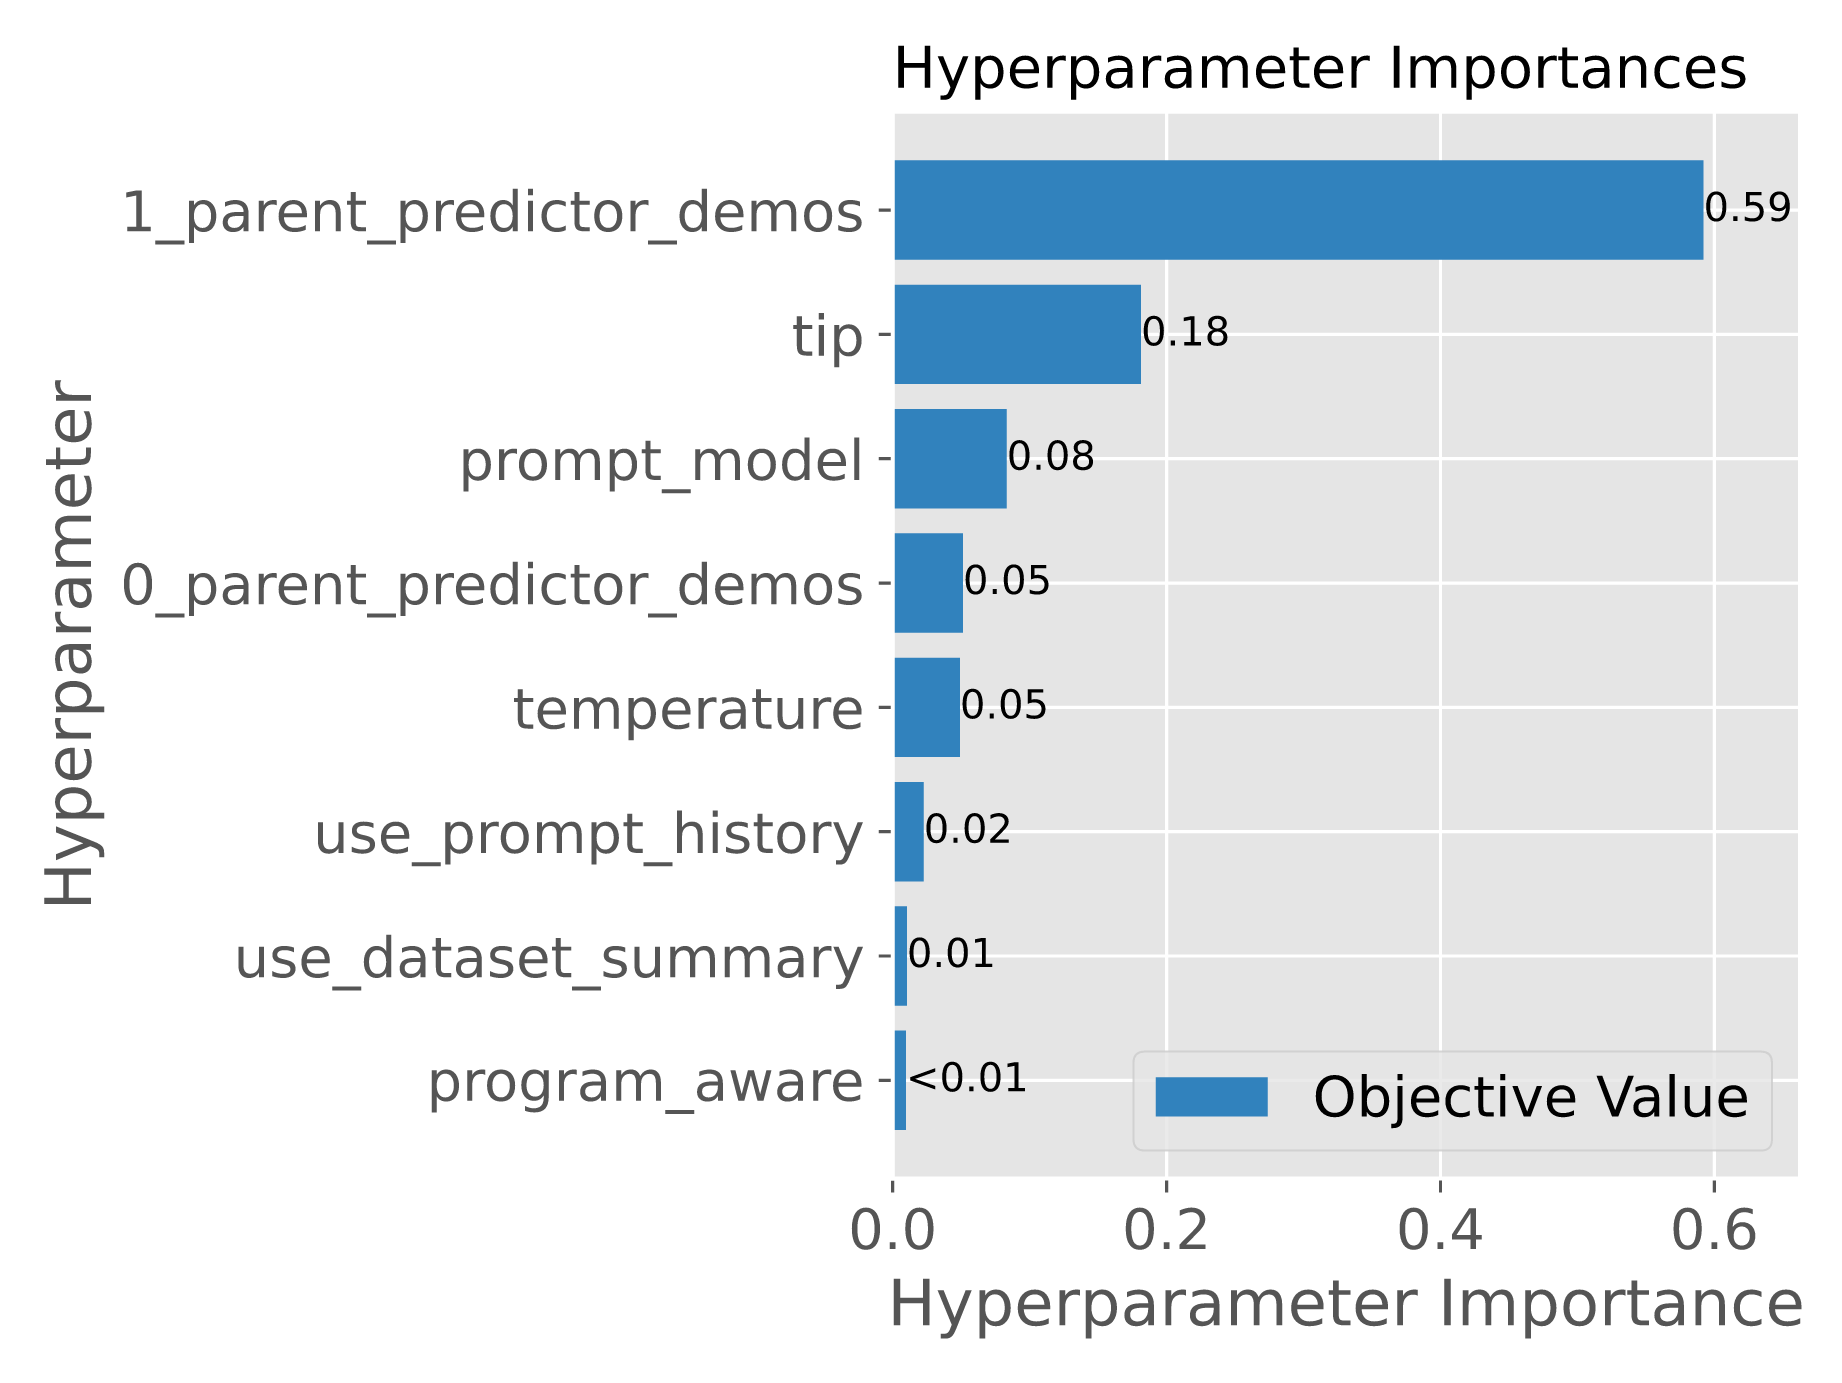 Hyperparameter Importances
1_parent_predictor_demos
0.59
tip
0.18
prompt_model
0.08
0_parent_predictor_demos
0.05
temperature
0.05
use_prompt_history
0.02
use_dataset_summary
0.01
program_aware
<0.01
Objective Value
0.0 0.2 0.4 0.6
Hyperparameter Importance
Hyperparameter